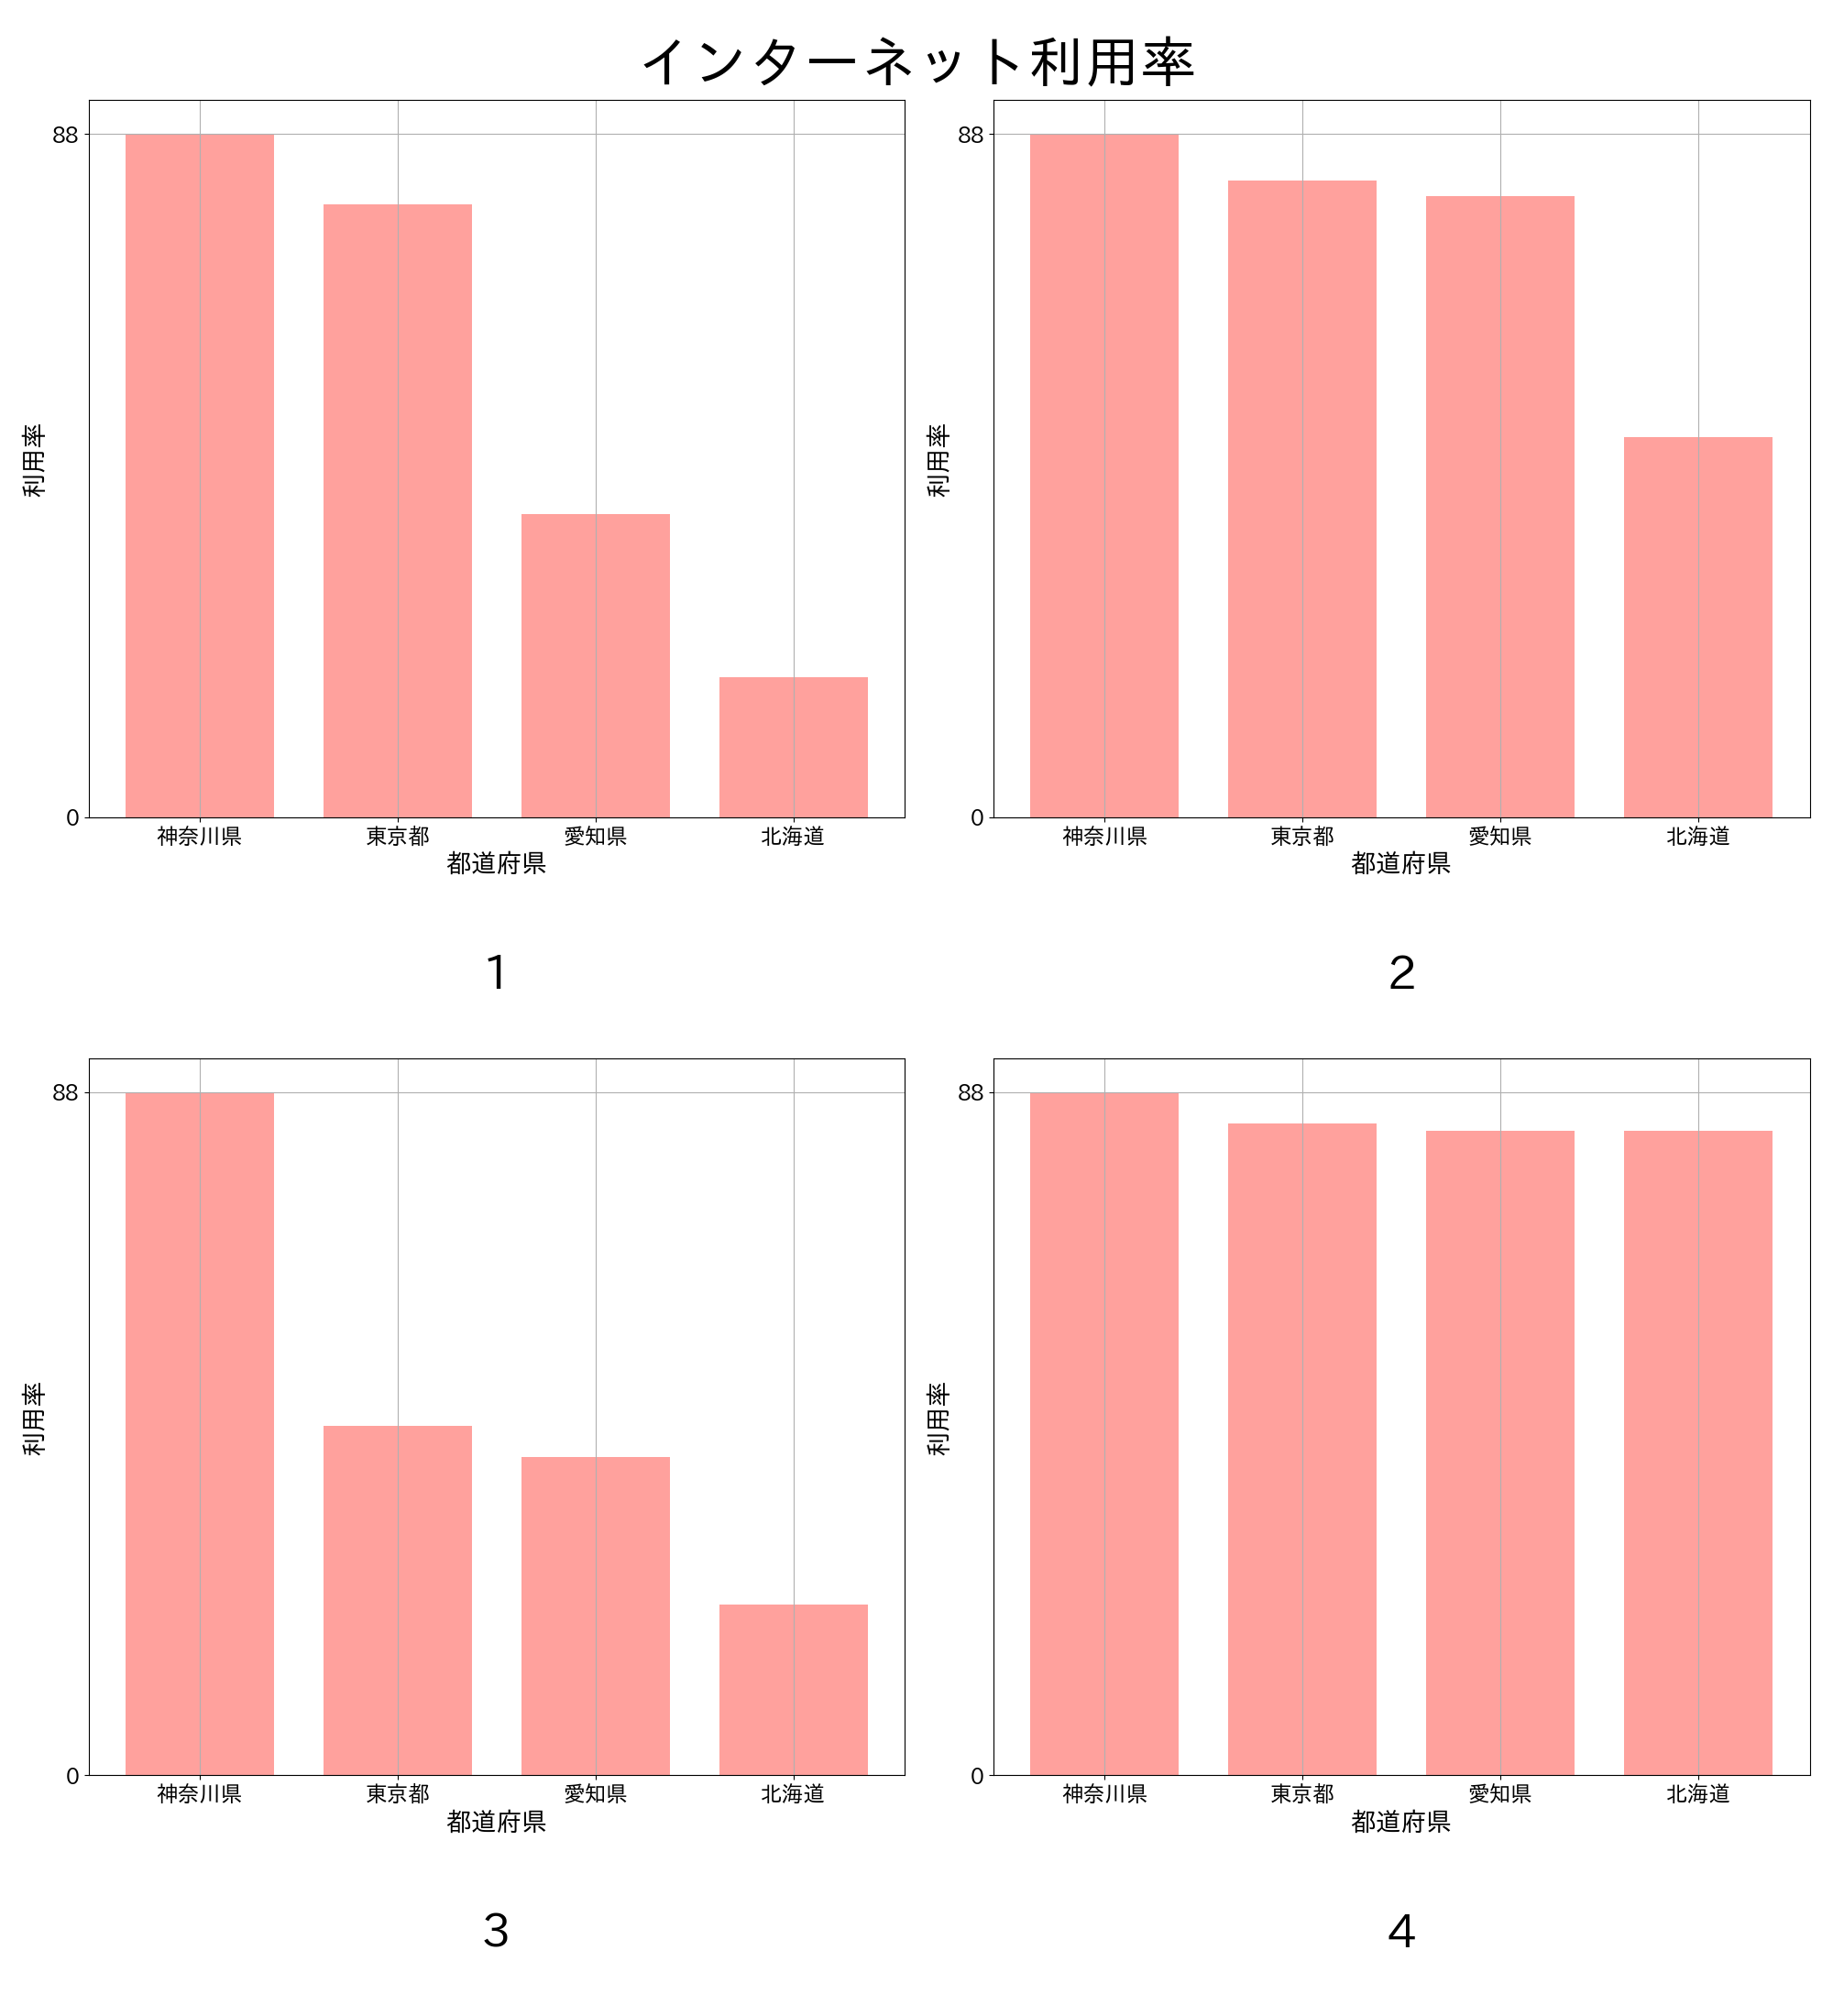 インターネット利用率
88
0
利用率
神奈川県 東京都 愛知県 北海道
都道府県
1
88
0
利用率
神奈川県 東京都 愛知県 北海道
都道府県
2
88
0
利用率
神奈川県 東京都 愛知県 北海道
都道府県
3
88
0
利用率
神奈川県 東京都 愛知県 北海道
都道府県
4